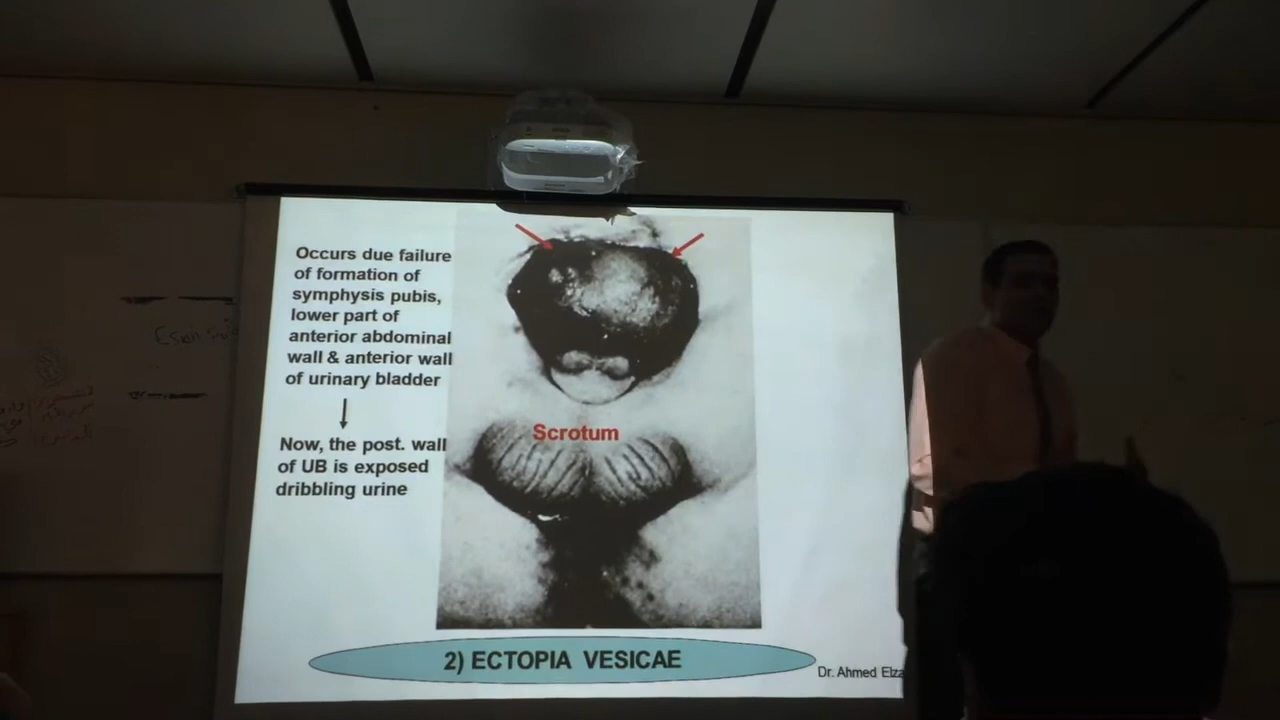 Occurs due failure
of formation of
symphysis pubis,
lower part of
anterior abdominal
wall & anterior wall
of urinary bladder
Now, the post. wall
of UB is exposed
dribbling urine
Scrotum
2) ECTOPIA VESICAE
Dr. Ahmed Elza